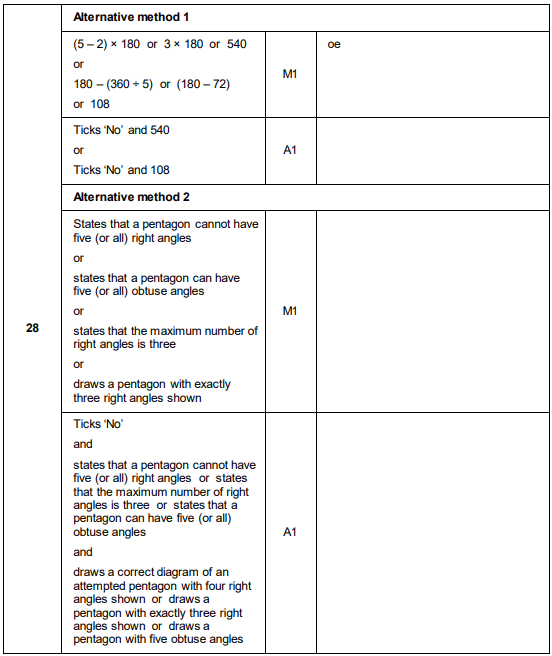 Alternative method 1
(5 – 2) × 180 or 3 × 180 or 540
or
180 – (360 ÷ 5) or (180 – 72)
or 108
M1
oe
Ticks ‘No’ and 540
or
Ticks ‘No’ and 108
A1
Alternative method 2
28
States that a pentagon cannot have
five (or all) right angles
or
states that a pentagon can have
five (or all) obtuse angles
or
states that the maximum number of
right angles is three
or
draws a pentagon with exactly
three right angles shown
M1
Ticks ‘No’
and
states that a pentagon cannot have
five (or all) right angles or states
that the maximum number of right
angles is three or states that a
pentagon can have five (or all)
obtuse angles
and
draws a correct diagram of an
attempted pentagon with four right
angles shown or draws a
pentagon with exactly three right
angles shown or draws a
pentagon with five obtuse angles
A1